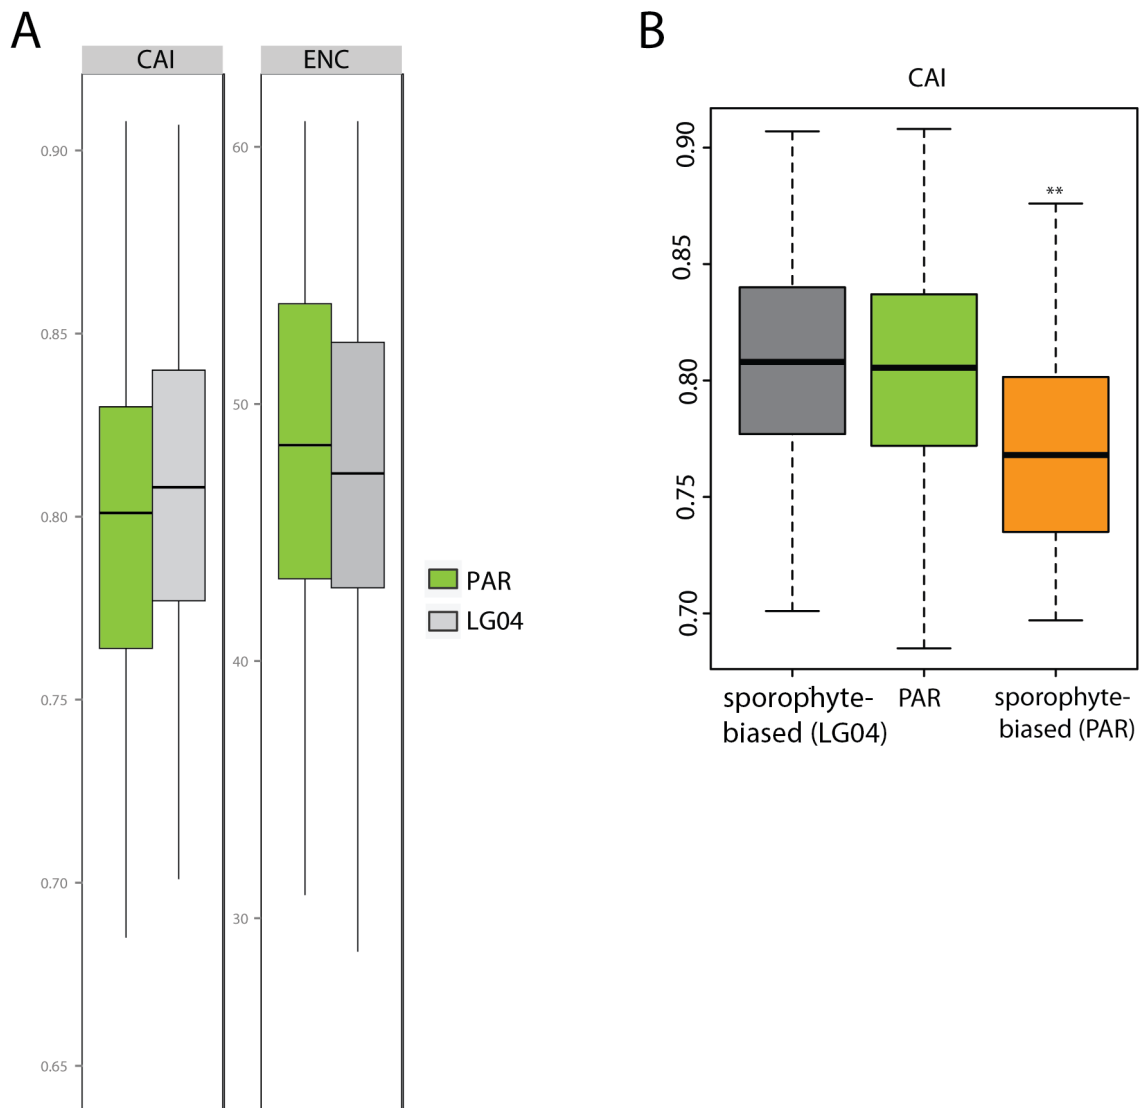 A
CAI
ENC
0.90
0.85
0.80
0.75
0.70
0.65
60
50
40
30
PAR
LG04
B
CAI
0.90
0.85
0.80
0.75
0.70
**
sporophyte-
biased (LG04)
PAR
sporophyte-
biased (PAR)